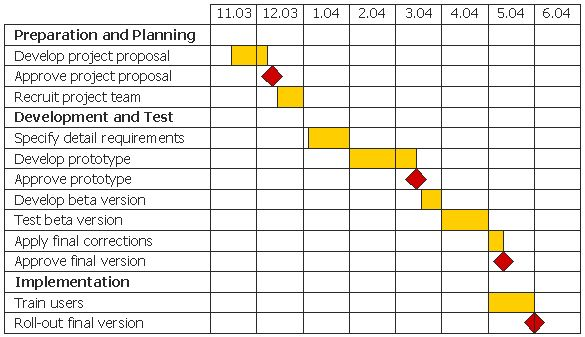 11.03 12.03 1.04 2.04 3.04 4.04 5.04 6.04
Preparation and Planning
Develop project proposal
Approve project proposal
Recruit project team
Development and Test
Specify detail requirements
Develop prototype
Approve prototype
Develop beta version
Test beta version
Apply final corrections
Approve final version
Implementation
Train users
Roll-out final version